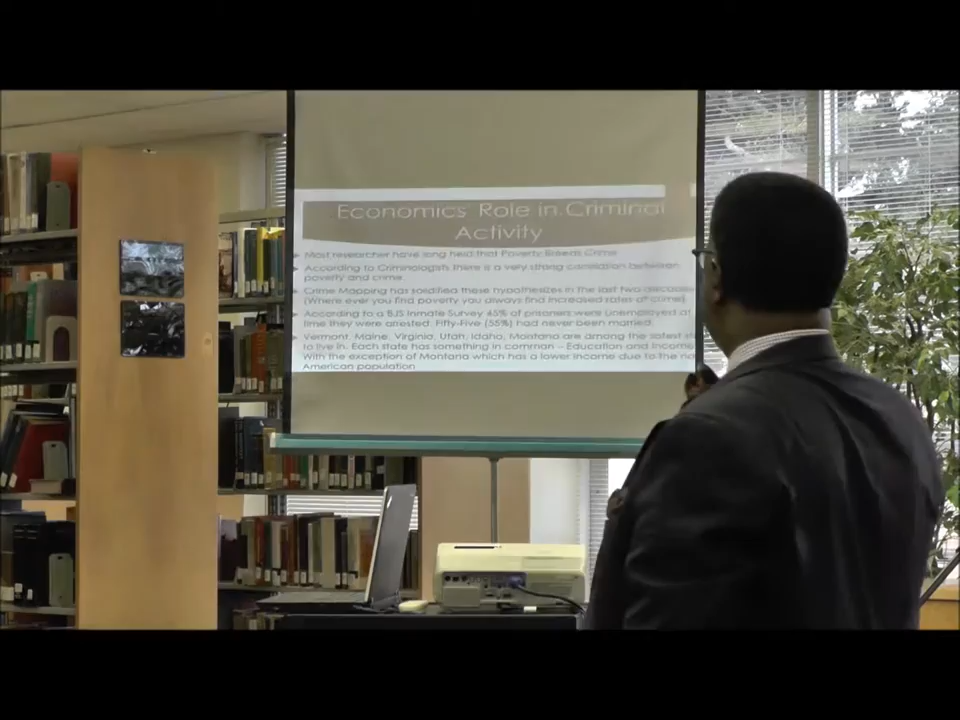 Economics Role in Criminal
Activity
Most researcher have long held that Poverty Breeds Crime.
According to Criminologists there is a very strong correlation between
poverty and crime.
Crime Mapping has solidified these hypothesizes in the last two decades
(Where ever you find poverty you always find increased rates of crime).
According to a BJS Inmate Survey 45% of prisoners were unemployed at
time they were arrested. Fifty-Five (55%) had never been married.
Vermont, Maine, Virginia, Utah, Idaho, Montana are among the safest
to live in. Each state has something in common – Education and Income.
With the exception of Montana which has a lower income due to the
American population